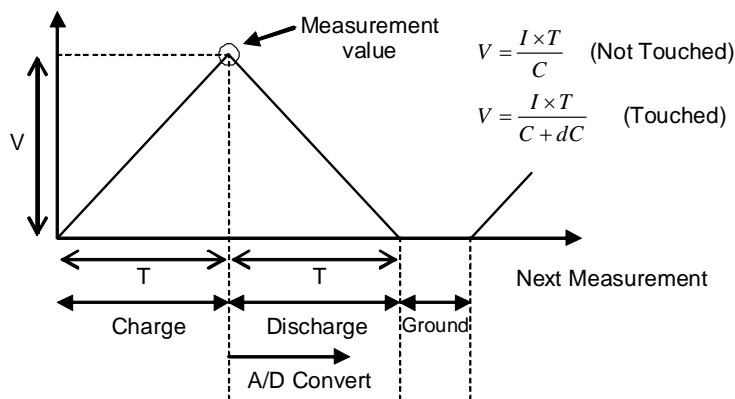 Measurement
value
V = I × T / C (Not Touched)
V = I × T / C + dC (Touched)
V
T
T
Next Measurement
Charge
Discharge
Ground
A/D Convert